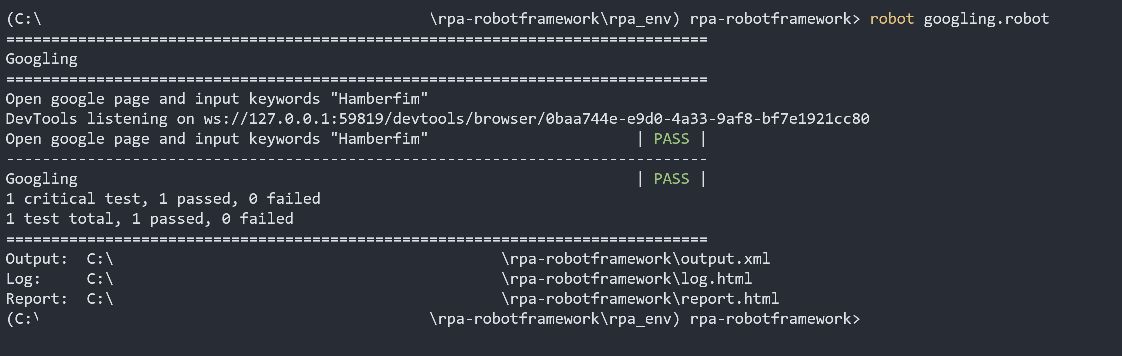 (C:\ \rpa-robotframework\rpa_env) rpa-robotframework> robot googling.robot
==============================================================================
Googling
==============================================================================
Open google page and input keywords "Hamberfim"
DevTools listening on ws://127.0.0.1:59819/devtools/browser/0baa744e-e9d0-4a33-9af8-bf7e1921cc80
Open google page and input keywords "Hamberfim" | PASS |
------------------------------------------------------------------------------
Googling | PASS |
1 critical test, 1 passed, 0 failed
1 test total, 1 passed, 0 failed
==============================================================================
Output: C:\ \rpa-robotframework\output.xml
Log: C:\ \rpa-robotframework\log.html
Report: C:\ \rpa-robotframework\report.html
(C:\ \rpa-robotframework\rpa_env) rpa-robotframework>